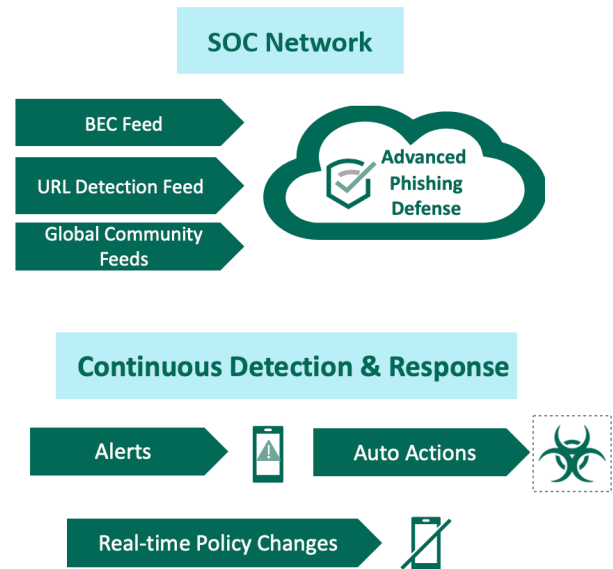 SOC Network
BEC Feed
URL Detection Feed
Global Community
Feeds
Advanced
Phishing
Defense
Continuous Detection & Response
Alerts
Auto Actions
Real-time Policy Changes